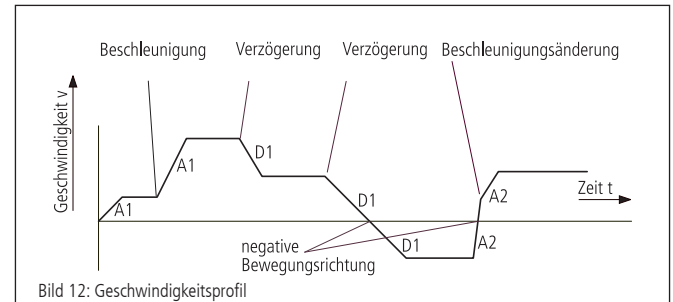 Beschleunigung Verzögerung Verzögerung Beschleunigungsänderung
Geschwindigkeit v
A1
A1
D1
D1
D1
A2
A2
Zeit t
negative
Bewegungsrichtung
Bild 12: Geschwindigkeitsprofil